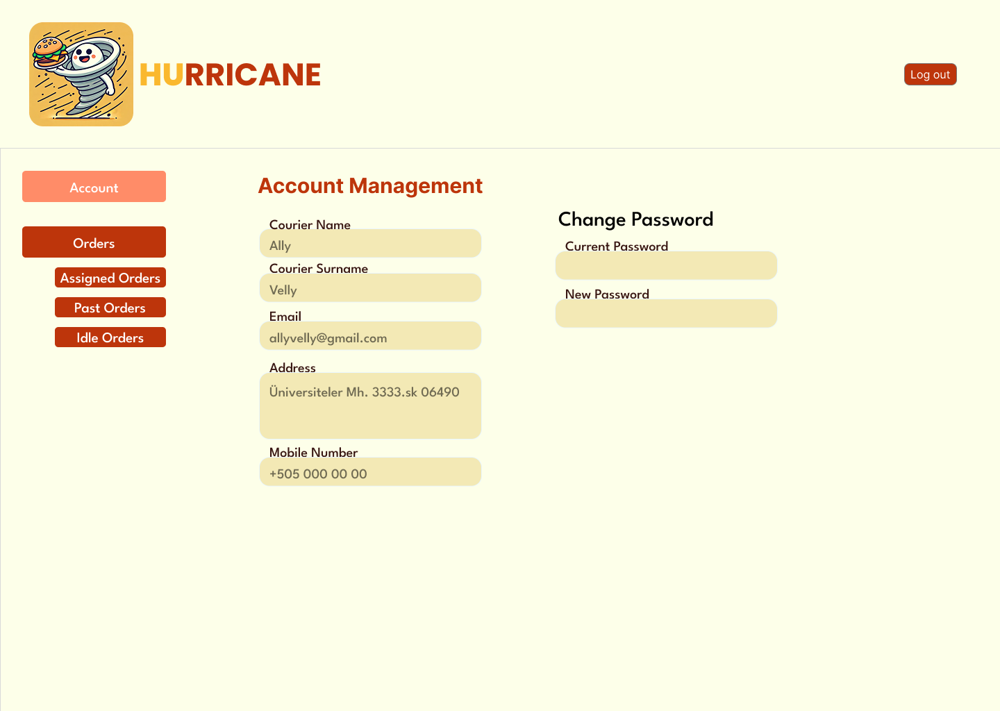 HURRICANE
Log out
Account
Orders
Assigned Orders
Past Orders
Idle Orders
Account Management
Courier Name
Ally
Courier Surname
Velly
Email
allyvelly@gmail.com
Address
Üniversiteler Mh. 3333.sk 06490
Mobile Number
+505 000 00 00
Change Password
Current Password
New Password